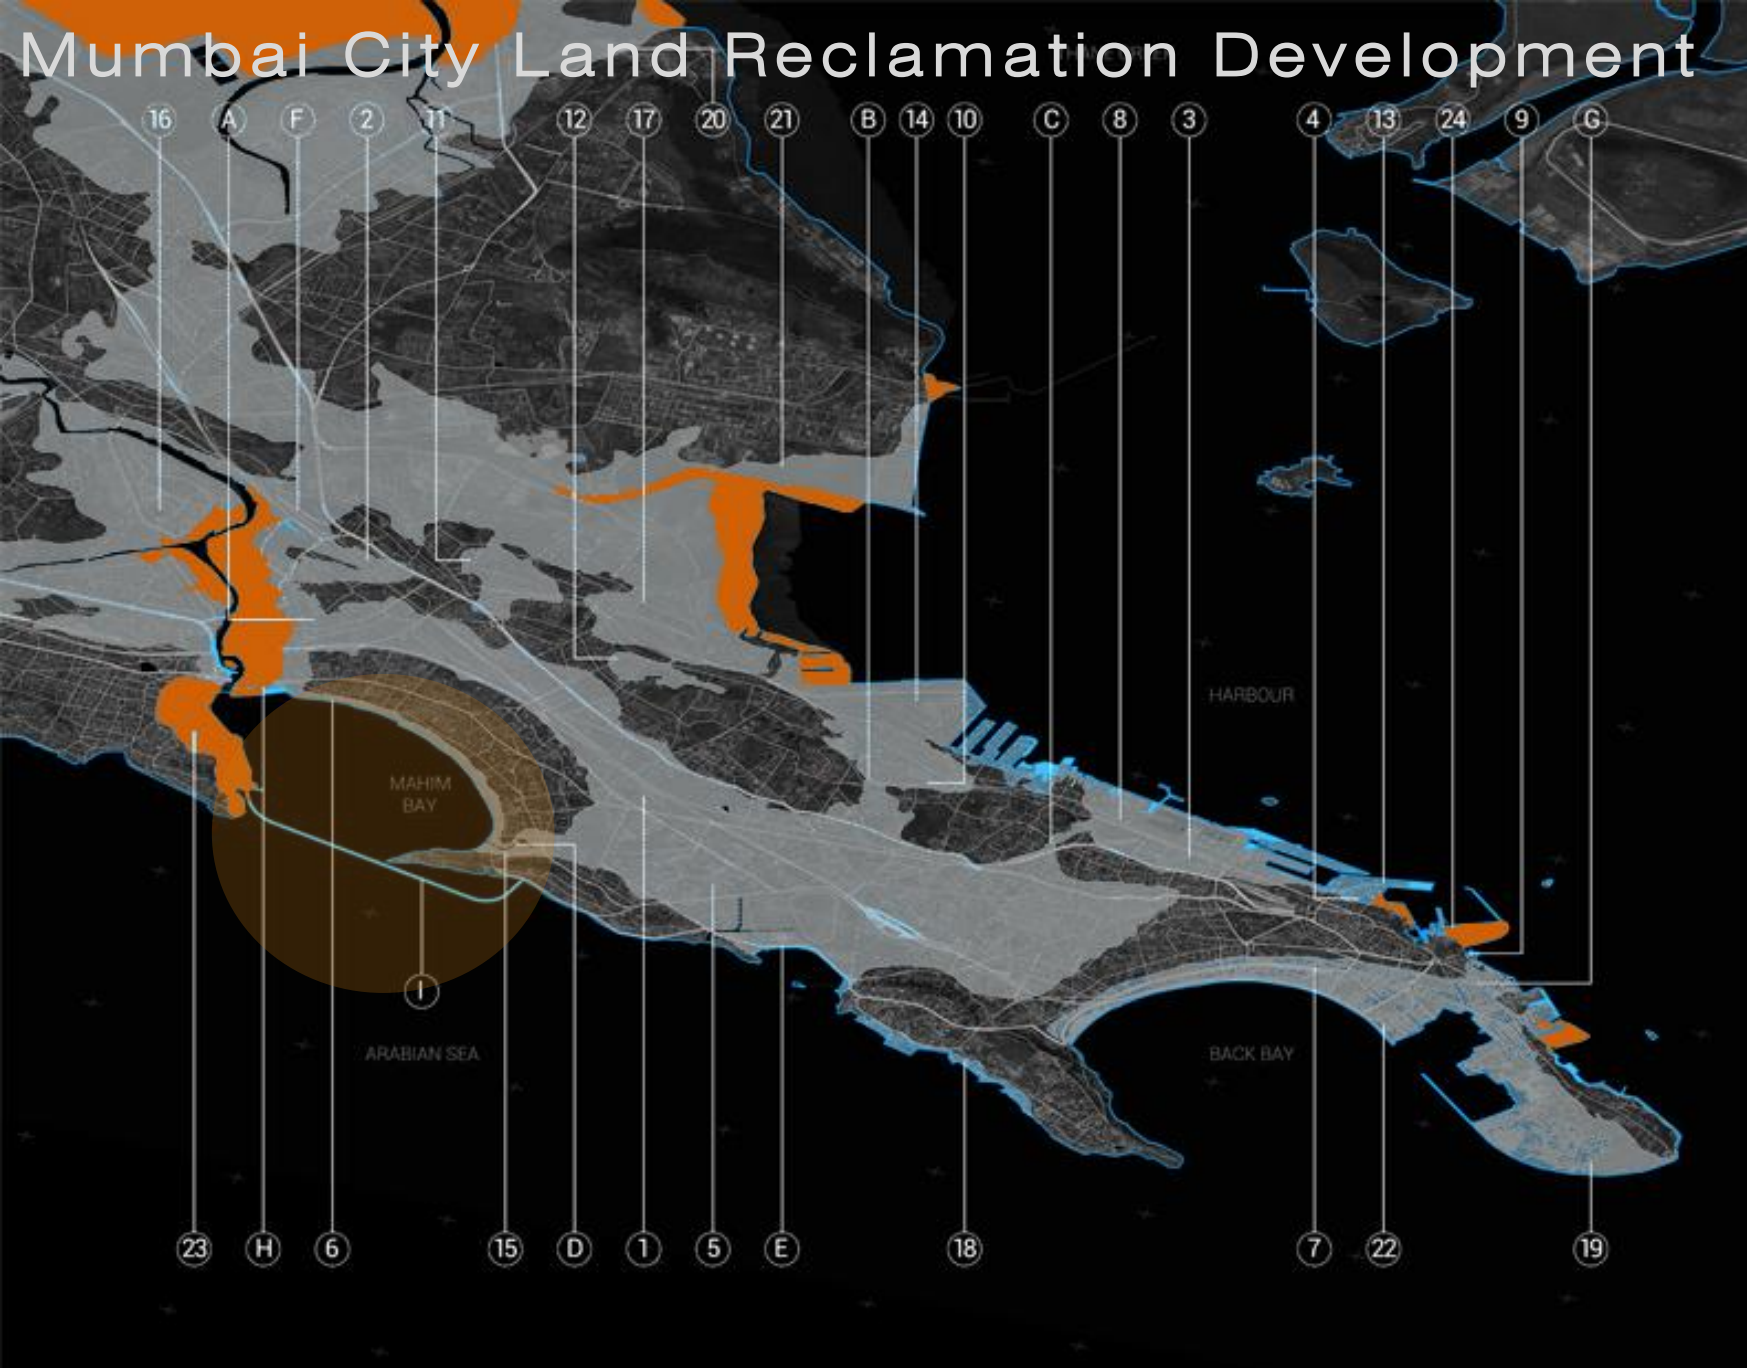 Mumbai City Land Reclamation Development
16 A F 2 11 12 17 20 21 B 14 10 C 8 3 4 13 24 9 G
HARBOUR
MAHIM
BAY
I
ARABIAN SEA
BACK BAY
23 H 6 15 D 1 5 E 18 7 22 19